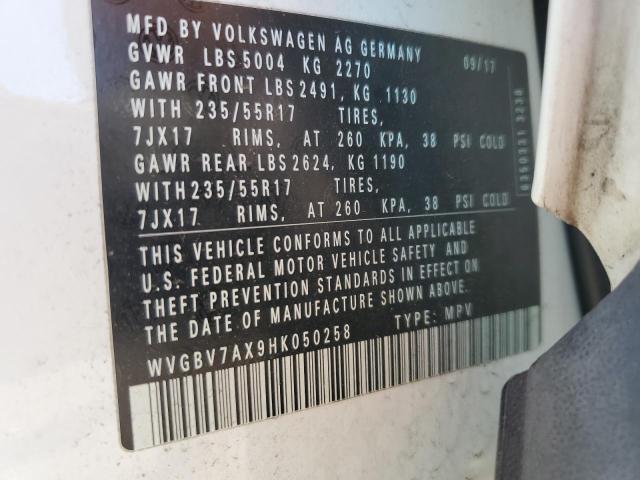 MFD BY VOLKSWAGEN AG GERMANY
GVWR LBS 5004 KG 2270 09/17
GAWR FRONT LBS 2491, KG 1130
WITH 235/55R17 TIRES,
7JX17 RIMS, AT 260 KPA, 38 PSI COLD
GAWR REAR LBS 2624, KG 1190
WITH 235/55R17 TIRES,
7JX17 RIMS, AT 260 KPA, 38 PSI COLD
THIS VEHICLE CONFORMS TO ALL APPLICABLE
U.S. FEDERAL MOTOR VEHICLE SAFETY AND
THEFT PREVENTION STANDARDS IN EFFECT ON
THE DATE OF MANUFACTURE SHOWN ABOVE.
WVGBV7AX9HK050258 TYPE: MPV
0350331 3230